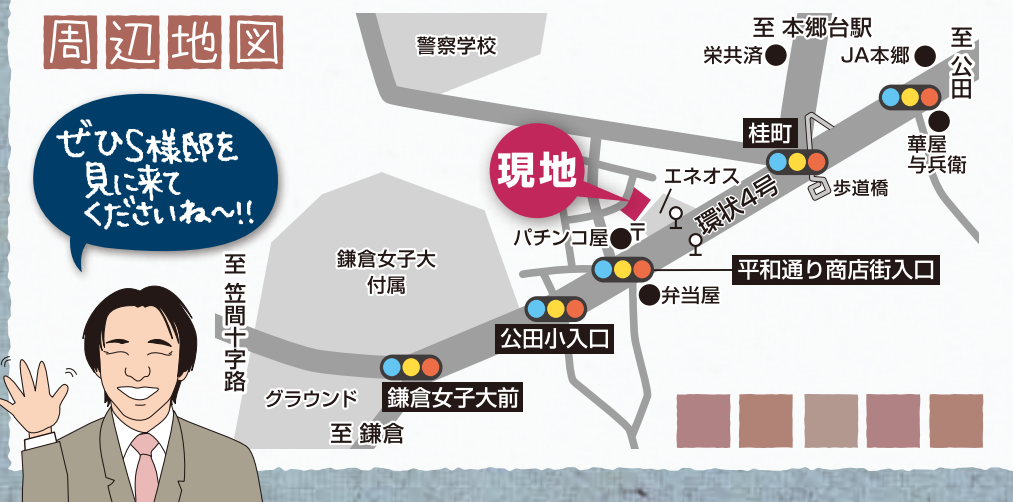 周辺地図
ぜひS様邸を
見に来て
くださいね〜!!
警察学校
至 本郷台駅
栄共済
JA本郷
至 公田
桂町
華屋
与兵衛
歩道橋
現地
エネオス
環状4号
パチンコ屋
〒
平和通り商店街入口
弁当屋
鎌倉女子大
付属
公田小入口
至 笠間十字路
グラウンド
鎌倉女子大前
至 鎌倉